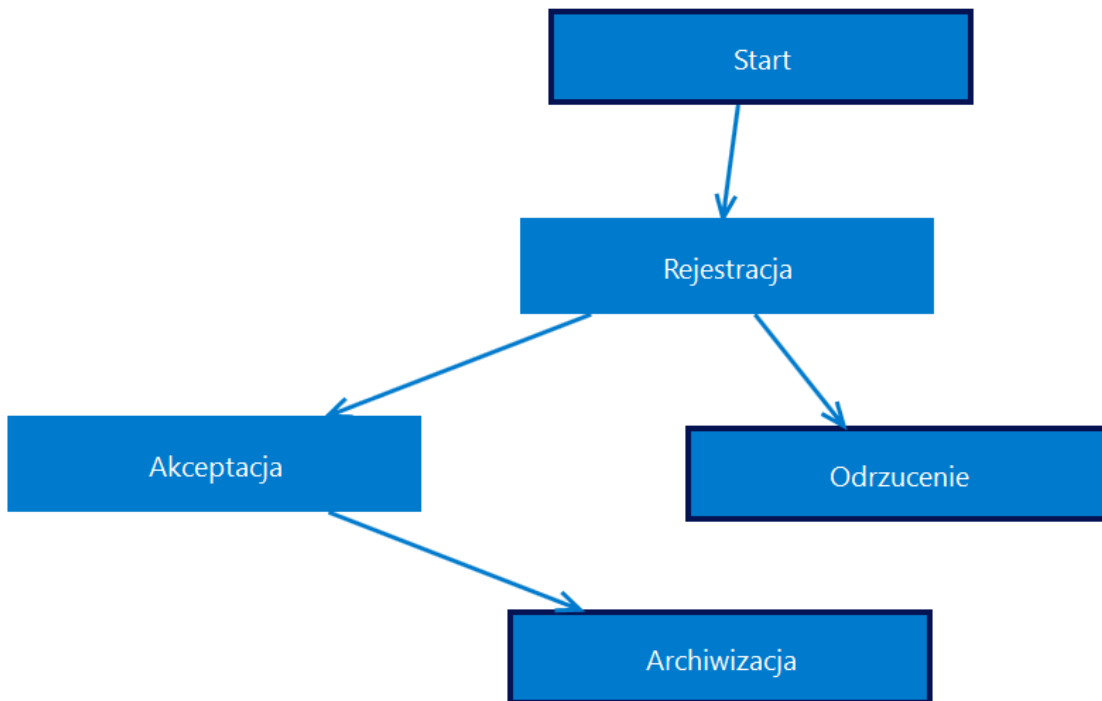 Start
Rejestracja
Akceptacja
Odrzucenie
Archiwizacja